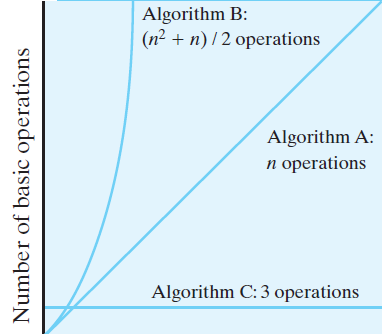 Algorithm B:
(n² + n) / 2 operations
Number of basic operations
Algorithm A:
n operations
Algorithm C: 3 operations